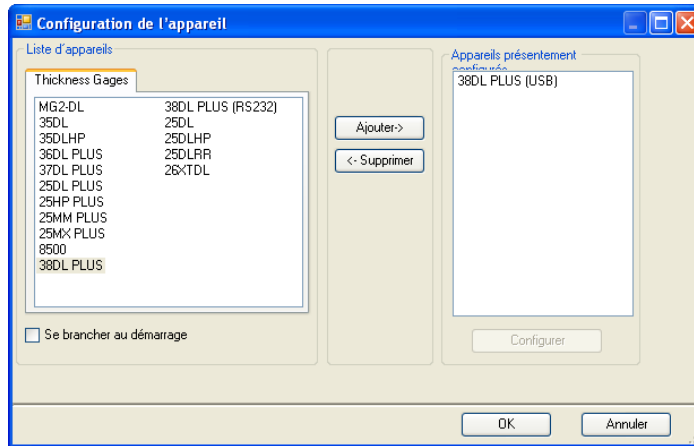 Configuration de l'appareil
Liste d'appareils
Thickness Gages
MG2-DL
35DL
35DLHP
36DL PLUS
37DL PLUS
25DL PLUS
25HP PLUS
25MM PLUS
25MX PLUS
8500
38DL PLUS
38DL PLUS (RS232)
25DL
25DLHP
25DLRR
26XTDL
Se brancher au démarrage
Ajouter->
<- Supprimer
Appareils présentement
configurés
38DL PLUS (USB)
Configurer
OK
Annuler